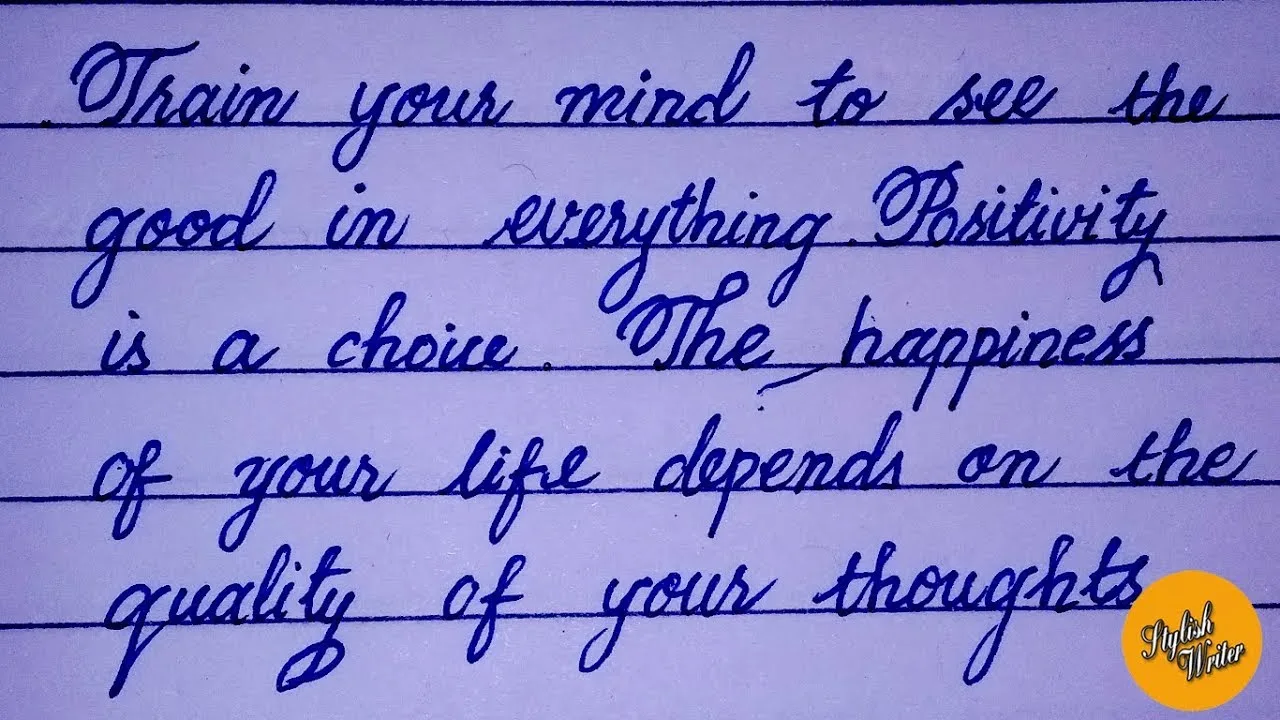 Train your mind to see the
good in everything. Positivity
is a choice. The happiness
of your life depends on the
quality of your thoughts
Stylish
Writer